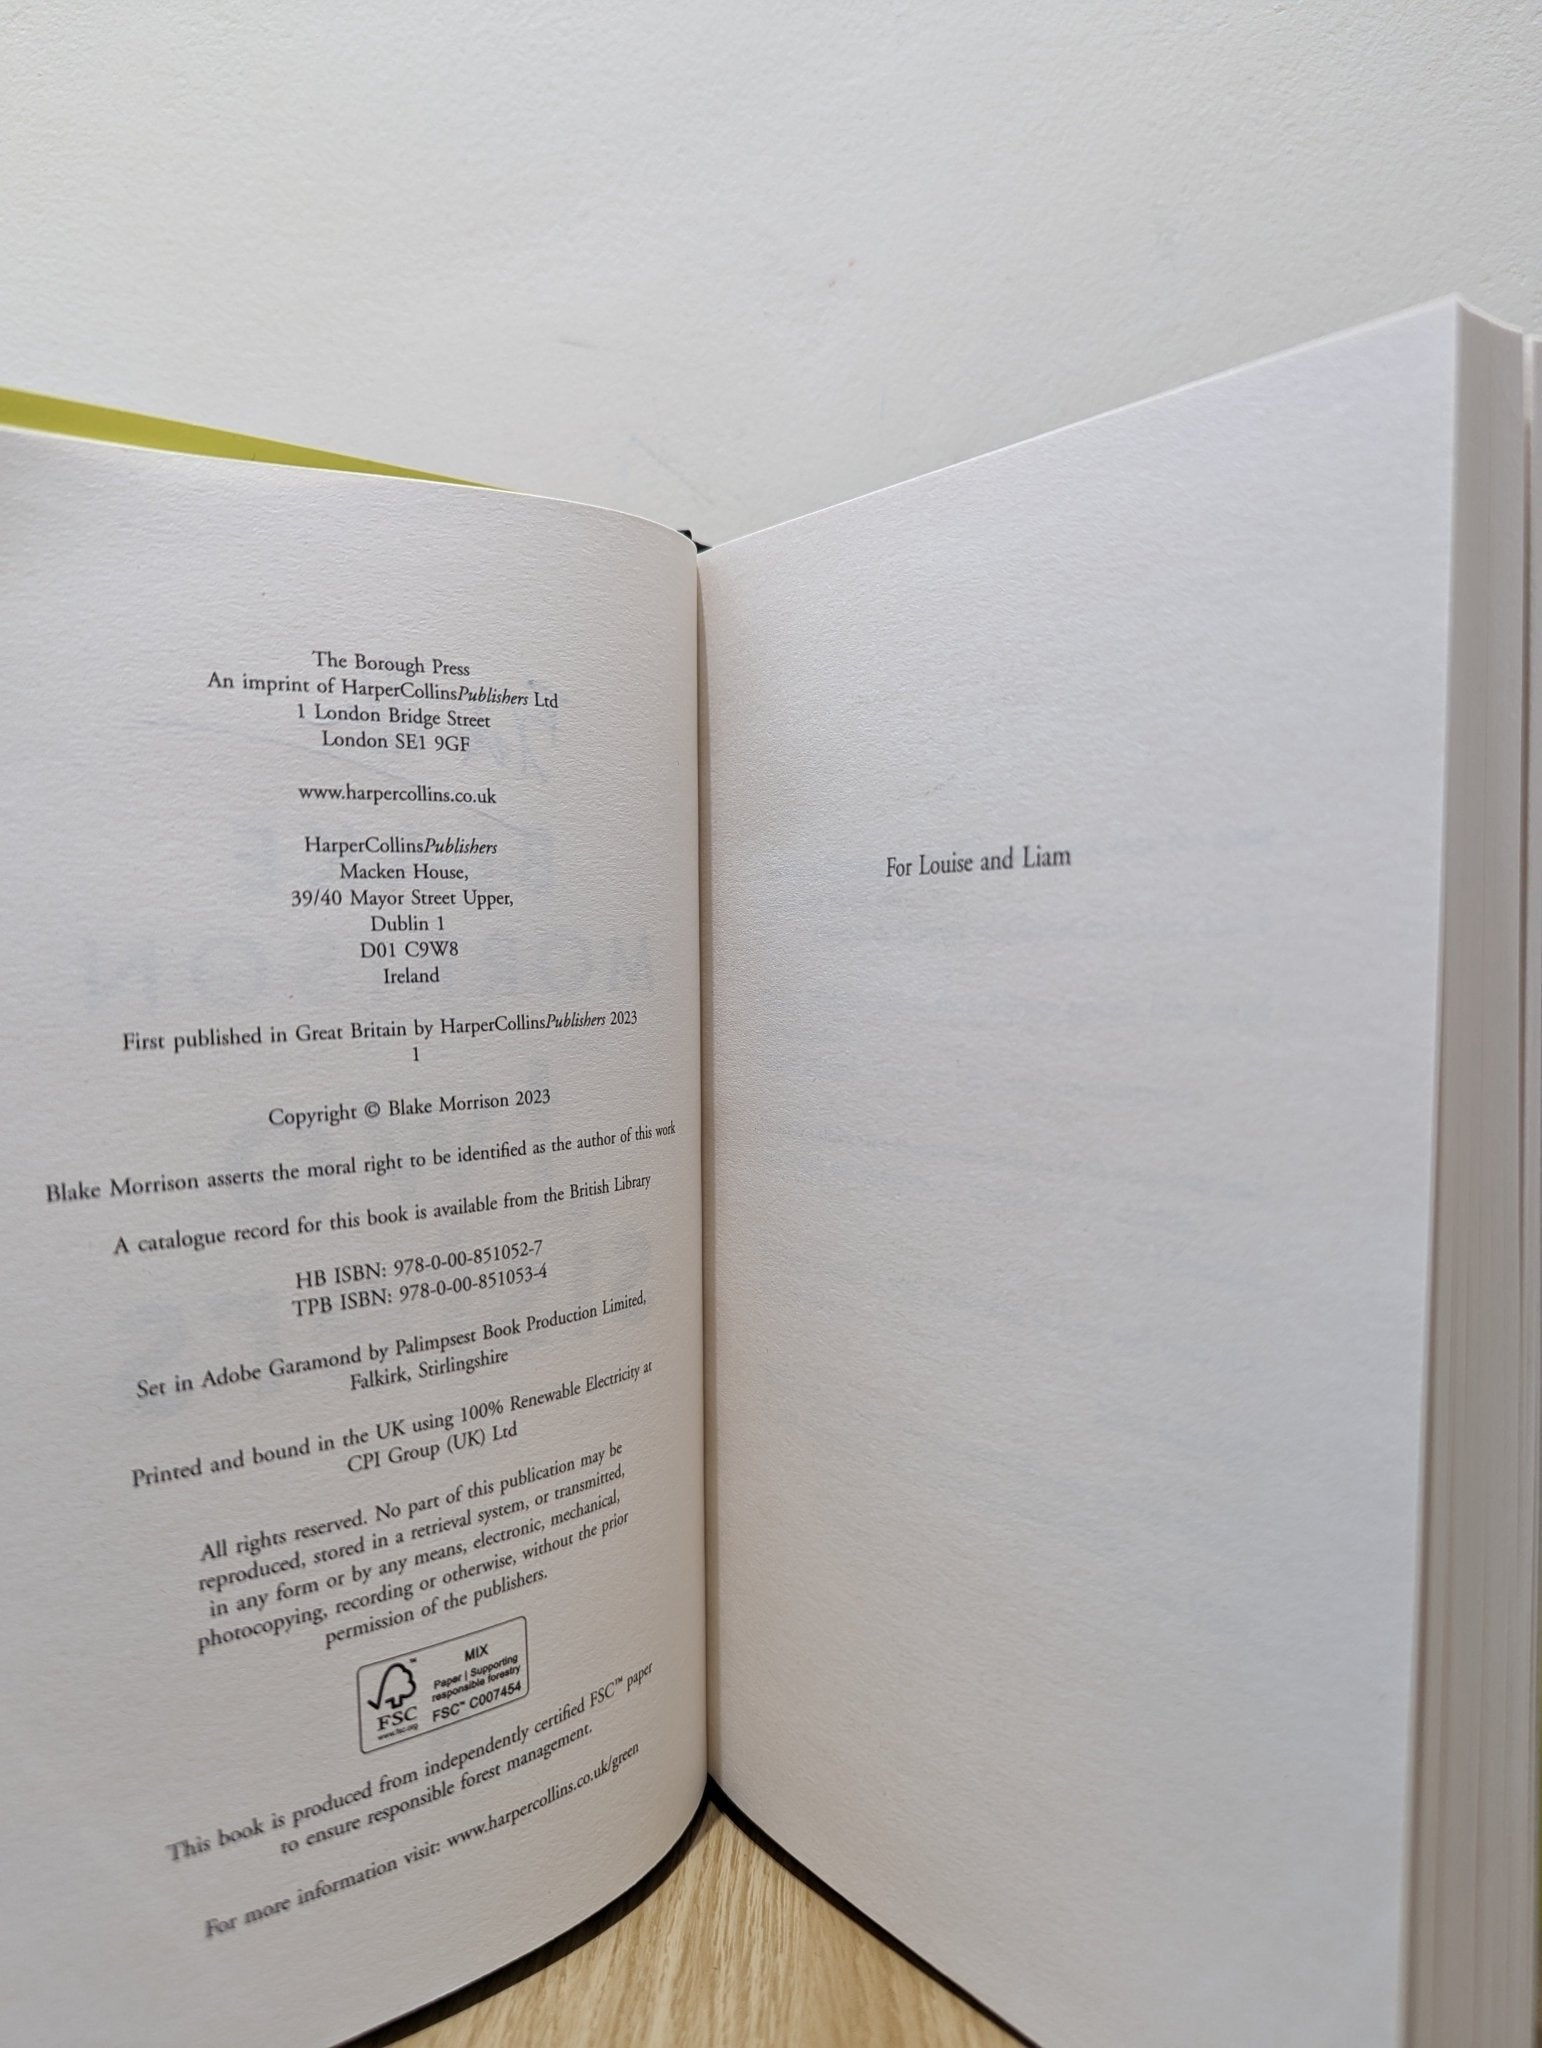 The Borough Press
An imprint of HarperCollinsPublishers Ltd
1 London Bridge Street
London SE1 9GF
www.harpercollins.co.uk
HarperCollinsPublishers
Macken House,
39/40 Mayor Street Upper,
Dublin 1
D01 C9W8
Ireland
First published in Great Britain by HarperCollinsPublishers 2023
1
Copyright © Blake Morrison 2023
Blake Morrison asserts the moral right to be identified as the author of this work
A catalogue record for this book is available from the British Library
HB ISBN: 978-0-00-851052-7
TPB ISBN: 978-0-00-851053-4
Set in Adobe Garamond by Palimpsest Book Production Limited,
Falkirk, Stirlingshire
Printed and bound in the UK using 100% Renewable Electricity at
CPI Group (UK) Ltd
All rights reserved. No part of this publication may be
reproduced, stored in a retrieval system, or transmitted,
in any form or by any means, electronic, mechanical,
photocopying, recording or otherwise, without the prior
permission of the publishers.
FSC
www.fsc.org
MIX
Paper | Supporting
responsible forestry
FSC™ C007454
This book is produced from independently certified FSC™ paper
to ensure responsible forest management.
For more information visit: www.harpercollins.co.uk/green
For Louise and Liam